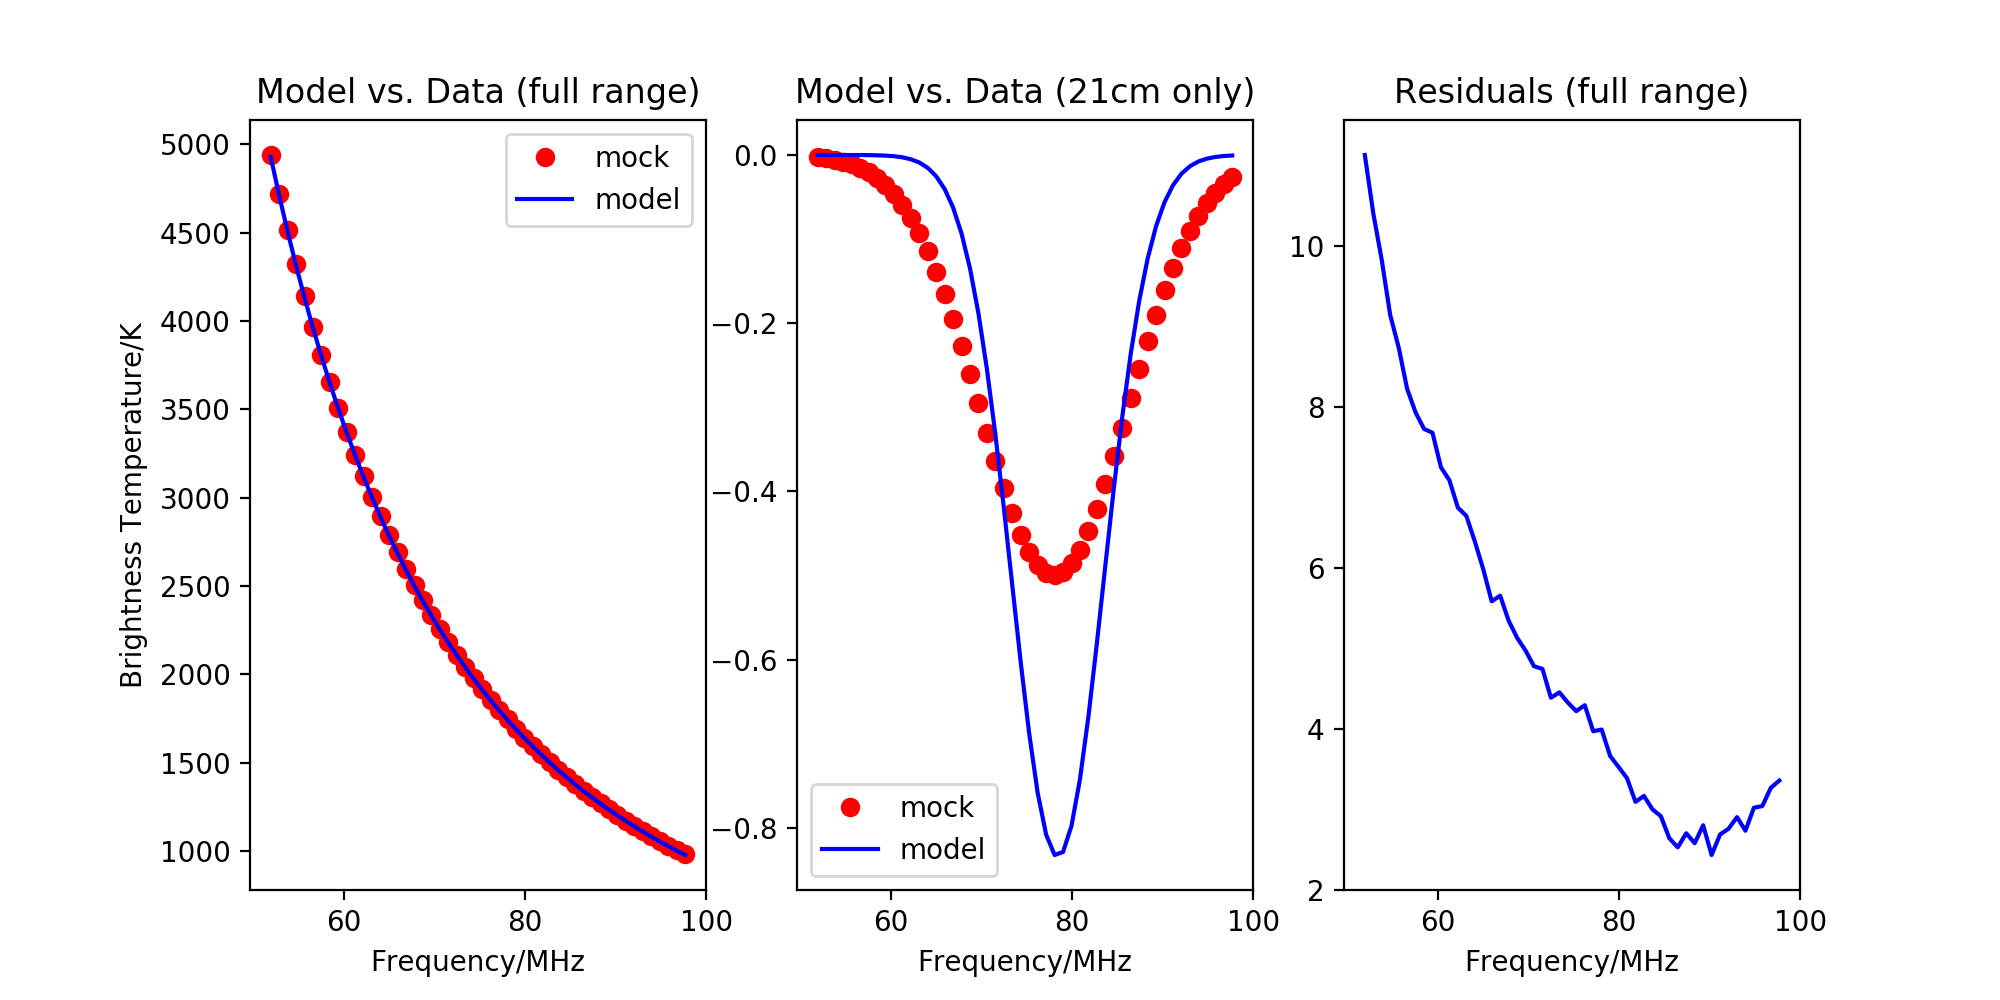 Model vs. Data (full range)
5000
4500
4000
3500
3000
2500
2000
1500
1000
Brightness Temperature/K
mock
model
60
80
100
Frequency/MHz
Model vs. Data (21cm only)
0.0
−0.2
−0.4
−0.6
−0.8
mock
model
60
80
100
Frequency/MHz
Residuals (full range)
10
8
6
4
2
60
80
100
Frequency/MHz